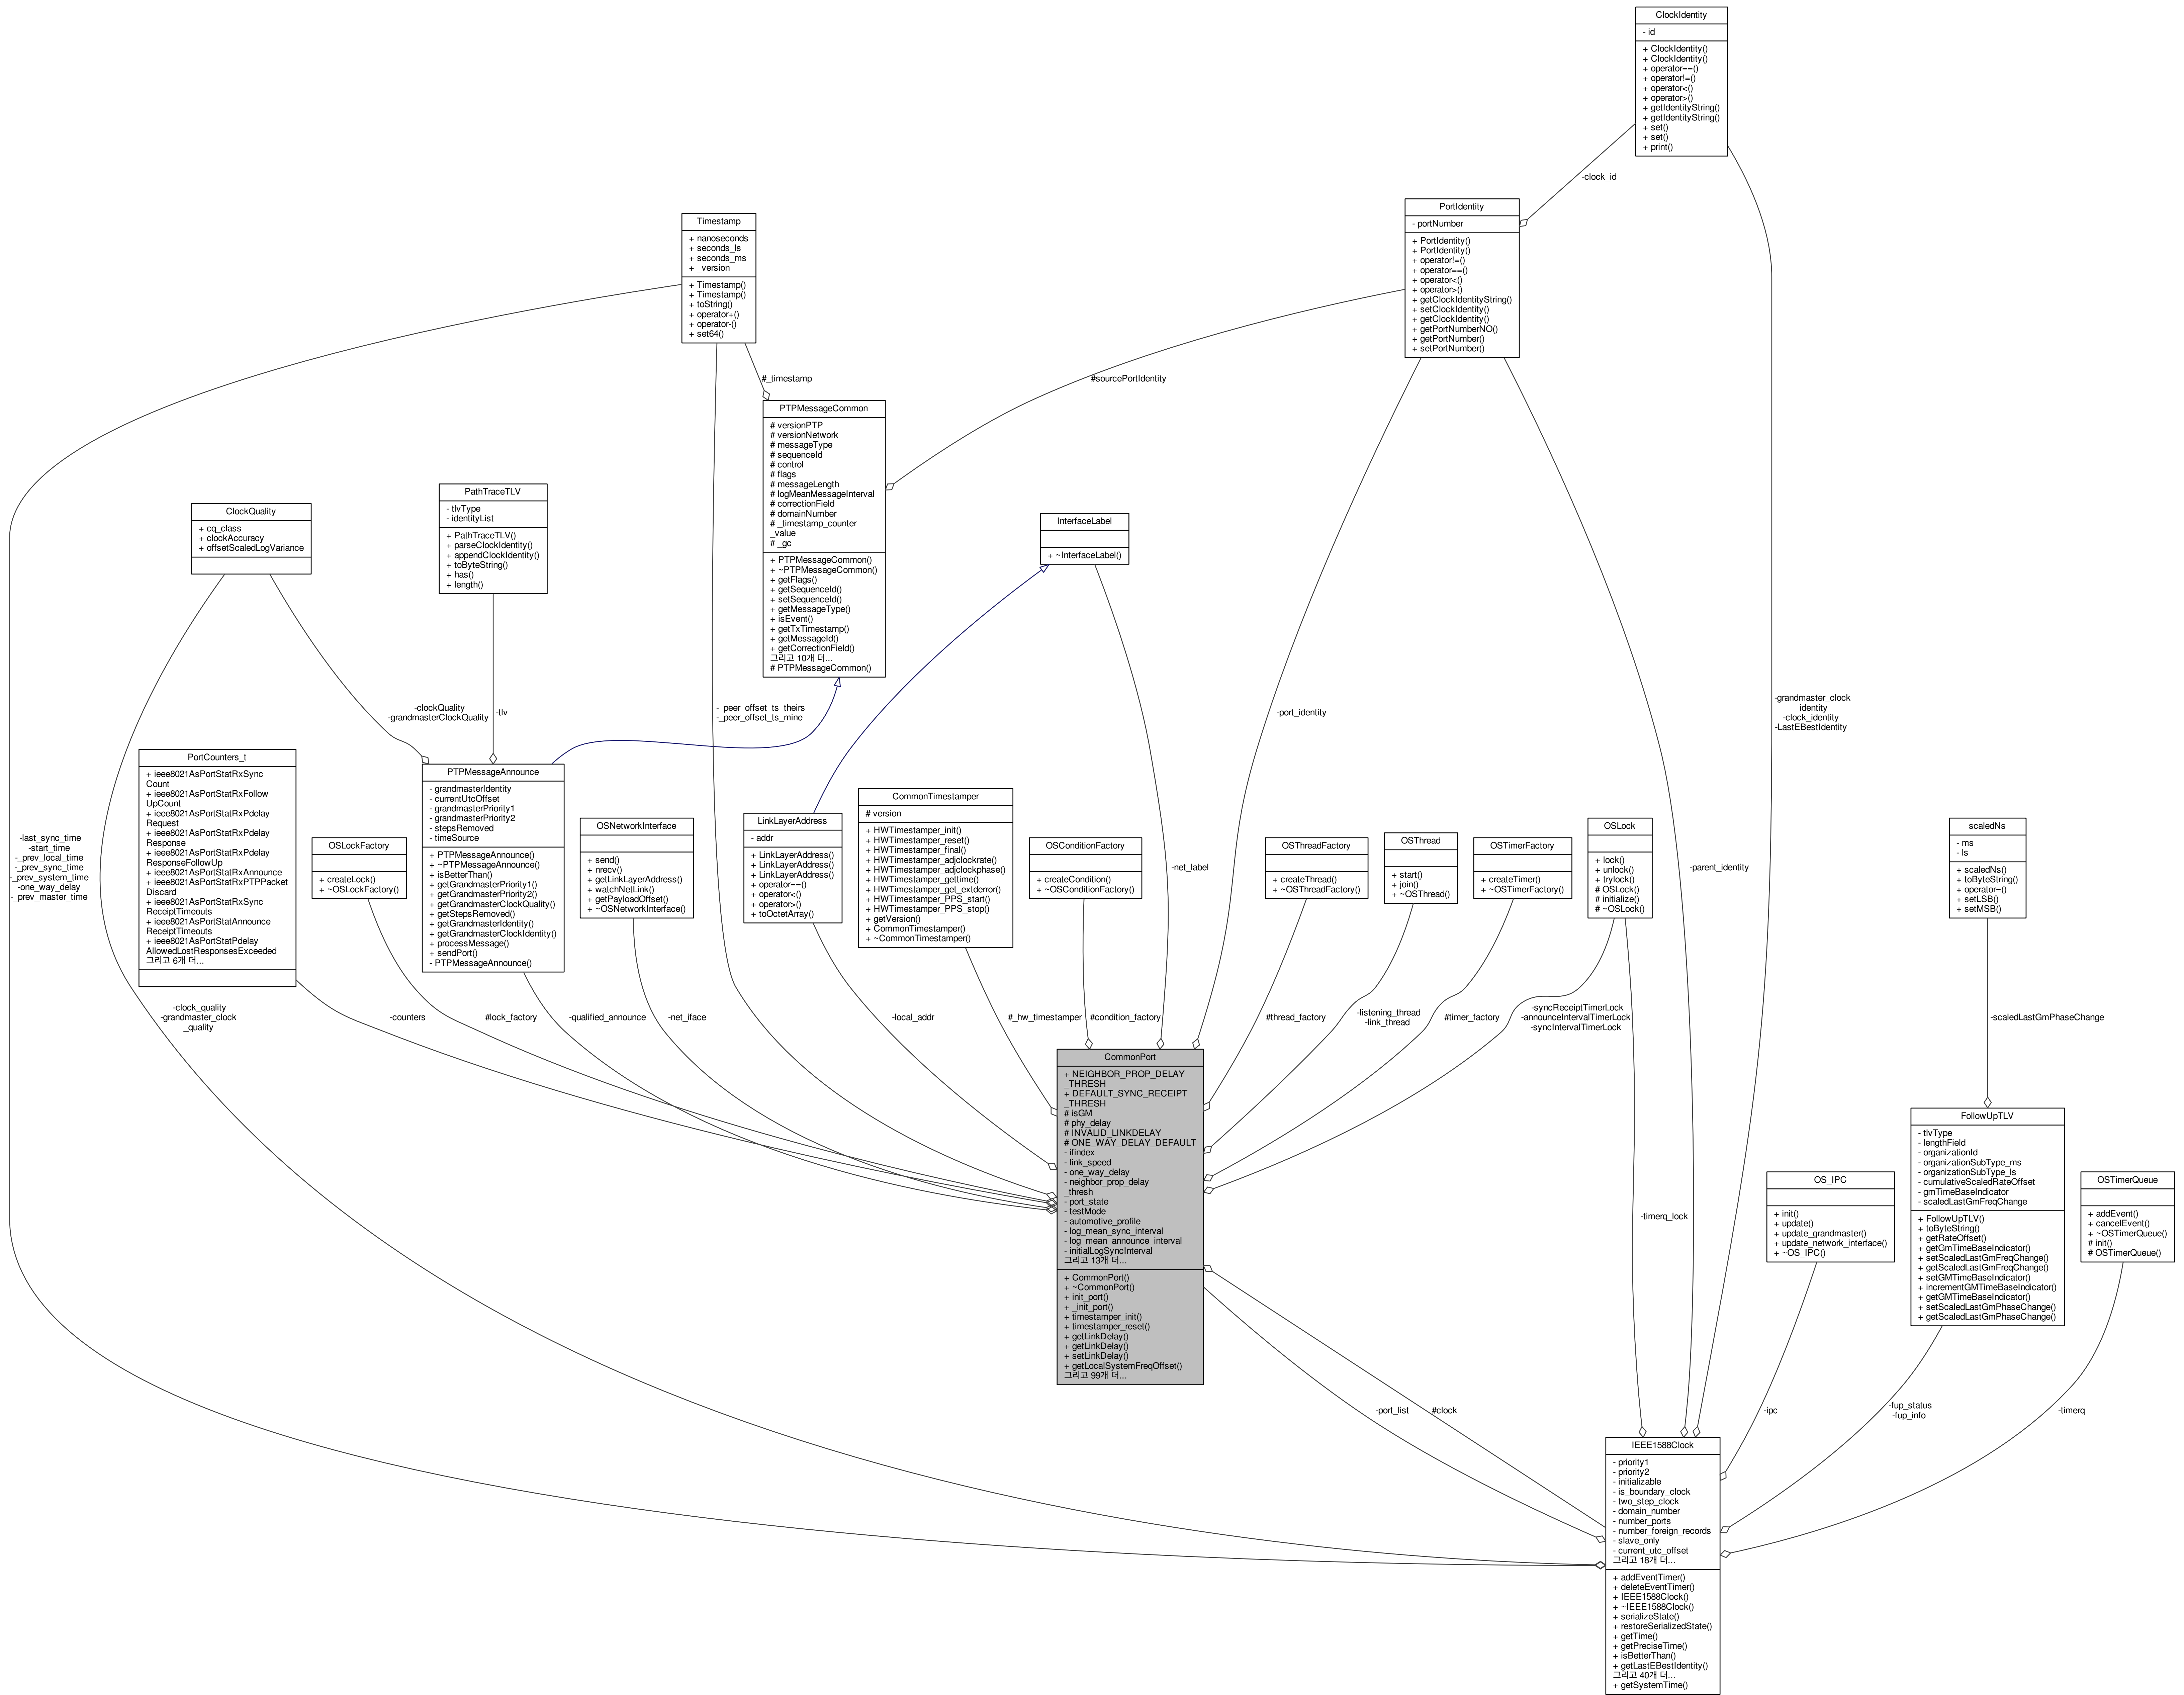 ClockIdentity
- id
+ ClockIdentity()
+ ClockIdentity()
+ operator==()
+ operator!=()
+ operator<()
+ operator>()
+ getIdentityString()
+ getIdentityString()
+ set()
+ set()
+ print()
-clock_id
PortIdentity
- portNumber
+ PortIdentity()
+ PortIdentity()
+ operator!=()
+ operator==()
+ operator<()
+ operator>()
+ getClockIdentityString()
+ setClockIdentity()
+ getClockIdentity()
+ getPortNumberNO()
+ getPortNumber()
+ setPortNumber()
Timestamp
+ nanoseconds
+ seconds_ls
+ seconds_ms
+ _version
+ Timestamp()
+ Timestamp()
+ toString()
+ operator+()
+ operator-()
+ set64()
#_timestamp
#sourcePortIdentity
PTPMessageCommon
# versionPTP
# versionNetwork
# messageType
# sequenceId
# control
# flags
# messageLength
# logMeanMessageInterval
# correctionField
# domainNumber
# _timestamp_counter
_value
# _gc
+ PTPMessageCommon()
+ ~PTPMessageCommon()
+ getFlags()
+ getSequenceId()
+ setSequenceId()
+ getMessageType()
+ isEvent()
+ getTxTimestamp()
+ getMessageId()
+ getCorrectionField()
그리고 10개 더...
# PTPMessageCommon()
PathTraceTLV
- tlvType
- identityList
+ PathTraceTLV()
+ parseClockIdentity()
+ appendClockIdentity()
+ toByteString()
+ has()
+ length()
ClockQuality
+ cq_class
+ clockAccuracy
+ offsetScaledLogVariance
InterfaceLabel
+ ~InterfaceLabel()
-clockQuality
-grandmasterClockQuality
-tlv
-_peer_offset_ts_theirs
-_peer_offset_ts_mine
-port_identity
-grandmaster_clock
_identity
-clock_identity
-LastEBestIdentity
PortCounters_t
+ ieee8021AsPortStatRxSync
Count
+ ieee8021AsPortStatRxFollow
UpCount
+ ieee8021AsPortStatRxPdelay
Request
+ ieee8021AsPortStatRxPdelay
Response
+ ieee8021AsPortStatRxPdelay
ResponseFollowUp
+ ieee8021AsPortStatRxAnnounce
+ ieee8021AsPortStatRxPTPPacket
Discard
+ ieee8021AsPortStatRxSync
ReceiptTimeouts
+ ieee8021AsPortStatAnnounce
ReceiptTimeouts
+ ieee8021AsPortStatPdelay
AllowedLostResponsesExceeded
그리고 6개 더...
-last_sync_time
-start_time
-_prev_local_time
-_prev_sync_time
-_prev_system_time
-one_way_delay
-_prev_master_time
OSLockFactory
+ createLock()
+ ~OSLockFactory()
PTPMessageAnnounce
- grandmasterIdentity
- currentUtcOffset
- grandmasterPriority1
- grandmasterPriority2
- stepsRemoved
- timeSource
+ PTPMessageAnnounce()
+ ~PTPMessageAnnounce()
+ isBetterThan()
+ getGrandmasterPriority1()
+ getGrandmasterPriority2()
+ getGrandmasterClockQuality()
+ getStepsRemoved()
+ getGrandmasterIdentity()
+ getGrandmasterClockIdentity()
+ processMessage()
+ sendPort()
- PTPMessageAnnounce()
OSNetworkInterface
+ send()
+ nrecv()
+ getLinkLayerAddress()
+ watchNetLink()
+ getPayloadOffset()
+ ~OSNetworkInterface()
LinkLayerAddress
- addr
+ LinkLayerAddress()
+ LinkLayerAddress()
+ LinkLayerAddress()
+ operator==()
+ operator<()
+ operator>()
+ toOctetArray()
CommonTimestamper
# version
+ HWTimestamper_init()
+ HWTimestamper_reset()
+ HWTimestamper_final()
+ HWTimestamper_adjclockrate()
+ HWTimestamper_adjclockphase()
+ HWTimestamper_gettime()
+ HWTimestamper_get_extderror()
+ HWTimestamper_PPS_start()
+ HWTimestamper_PPS_stop()
+ getVersion()
+ CommonTimestamper()
+ ~CommonTimestamper()
OSConditionFactory
+ createCondition()
+ ~OSConditionFactory()
-net_label
OSThreadFactory
+ createThread()
+ ~OSThreadFactory()
OSThread
+ start()
+ join()
+ ~OSThread()
OSTimerFactory
+ createTimer()
+ ~OSTimerFactory()
OSLock
+ lock()
+ unlock()
+ trylock()
# OSLock()
# initialize()
# ~OSLock()
-parent_identity
scaledNs
- ms
- ls
+ scaledNs()
+ toByteString()
+ operator=()
+ setLSB()
+ setMSB()
-clock_quality
-grandmaster_clock
_quality
-counters
#lock_factory
-qualified_announce
-net_iface
-local_addr
#_hw_timestamper
#condition_factory
#thread_factory
-listening_thread
-link_thread
#timer_factory
-syncReceiptTimerLock
-announceIntervalTimerLock
-syncIntervalTimerLock
-scaledLastGmPhaseChange
CommonPort
+ NEIGHBOR_PROP_DELAY
_THRESH
+ DEFAULT_SYNC_RECEIPT
_THRESH
# isGM
# phy_delay
# INVALID_LINKDELAY
# ONE_WAY_DELAY_DEFAULT
- ifindex
- link_speed
- one_way_delay
- neighbor_prop_delay
_thresh
- port_state
- testMode
- automotive_profile
- log_mean_sync_interval
- log_mean_announce_interval
- initialLogSyncInterval
그리고 13개 더...
+ CommonPort()
+ ~CommonPort()
+ init_port()
+ _init_port()
+ timestamper_init()
+ timestamper_reset()
+ getLinkDelay()
+ getLinkDelay()
+ setLinkDelay()
+ getLocalSystemFreqOffset()
그리고 99개 더...
-timerq_lock
OS_IPC
+ init()
+ update()
+ update_grandmaster()
+ update_network_interface()
+ ~OS_IPC()
FollowUpTLV
- tlvType
- lengthField
- organizationId
- organizationSubType_ms
- organizationSubType_ls
- cumulativeScaledRateOffset
- gmTimeBaseIndicator
- scaledLastGmFreqChange
+ FollowUpTLV()
+ toByteString()
+ getRateOffset()
+ getGmTimeBaseIndicator()
+ setScaledLastGmFreqChange()
+ getScaledLastGmFreqChange()
+ setGMTimeBaseIndicator()
+ incrementGMTimeBaseIndicator()
+ getGMTimeBaseIndicator()
+ setScaledLastGmPhaseChange()
+ getScaledLastGmPhaseChange()
OSTimerQueue
+ addEvent()
+ cancelEvent()
+ ~OSTimerQueue()
# init()
# OSTimerQueue()
-port_list
#clock
-ipc
-fup_status
-fup_info
-timerq
IEEE1588Clock
- priority1
- priority2
- initializable
- is_boundary_clock
- two_step_clock
- domain_number
- number_ports
- number_foreign_records
- slave_only
- current_utc_offset
그리고 18개 더...
+ addEventTimer()
+ deleteEventTimer()
+ IEEE1588Clock()
+ ~IEEE1588Clock()
+ serializeState()
+ restoreSerializedState()
+ getTime()
+ getPreciseTime()
+ isBetterThan()
+ getLastEBestIdentity()
그리고 40개 더...
+ getSystemTime()